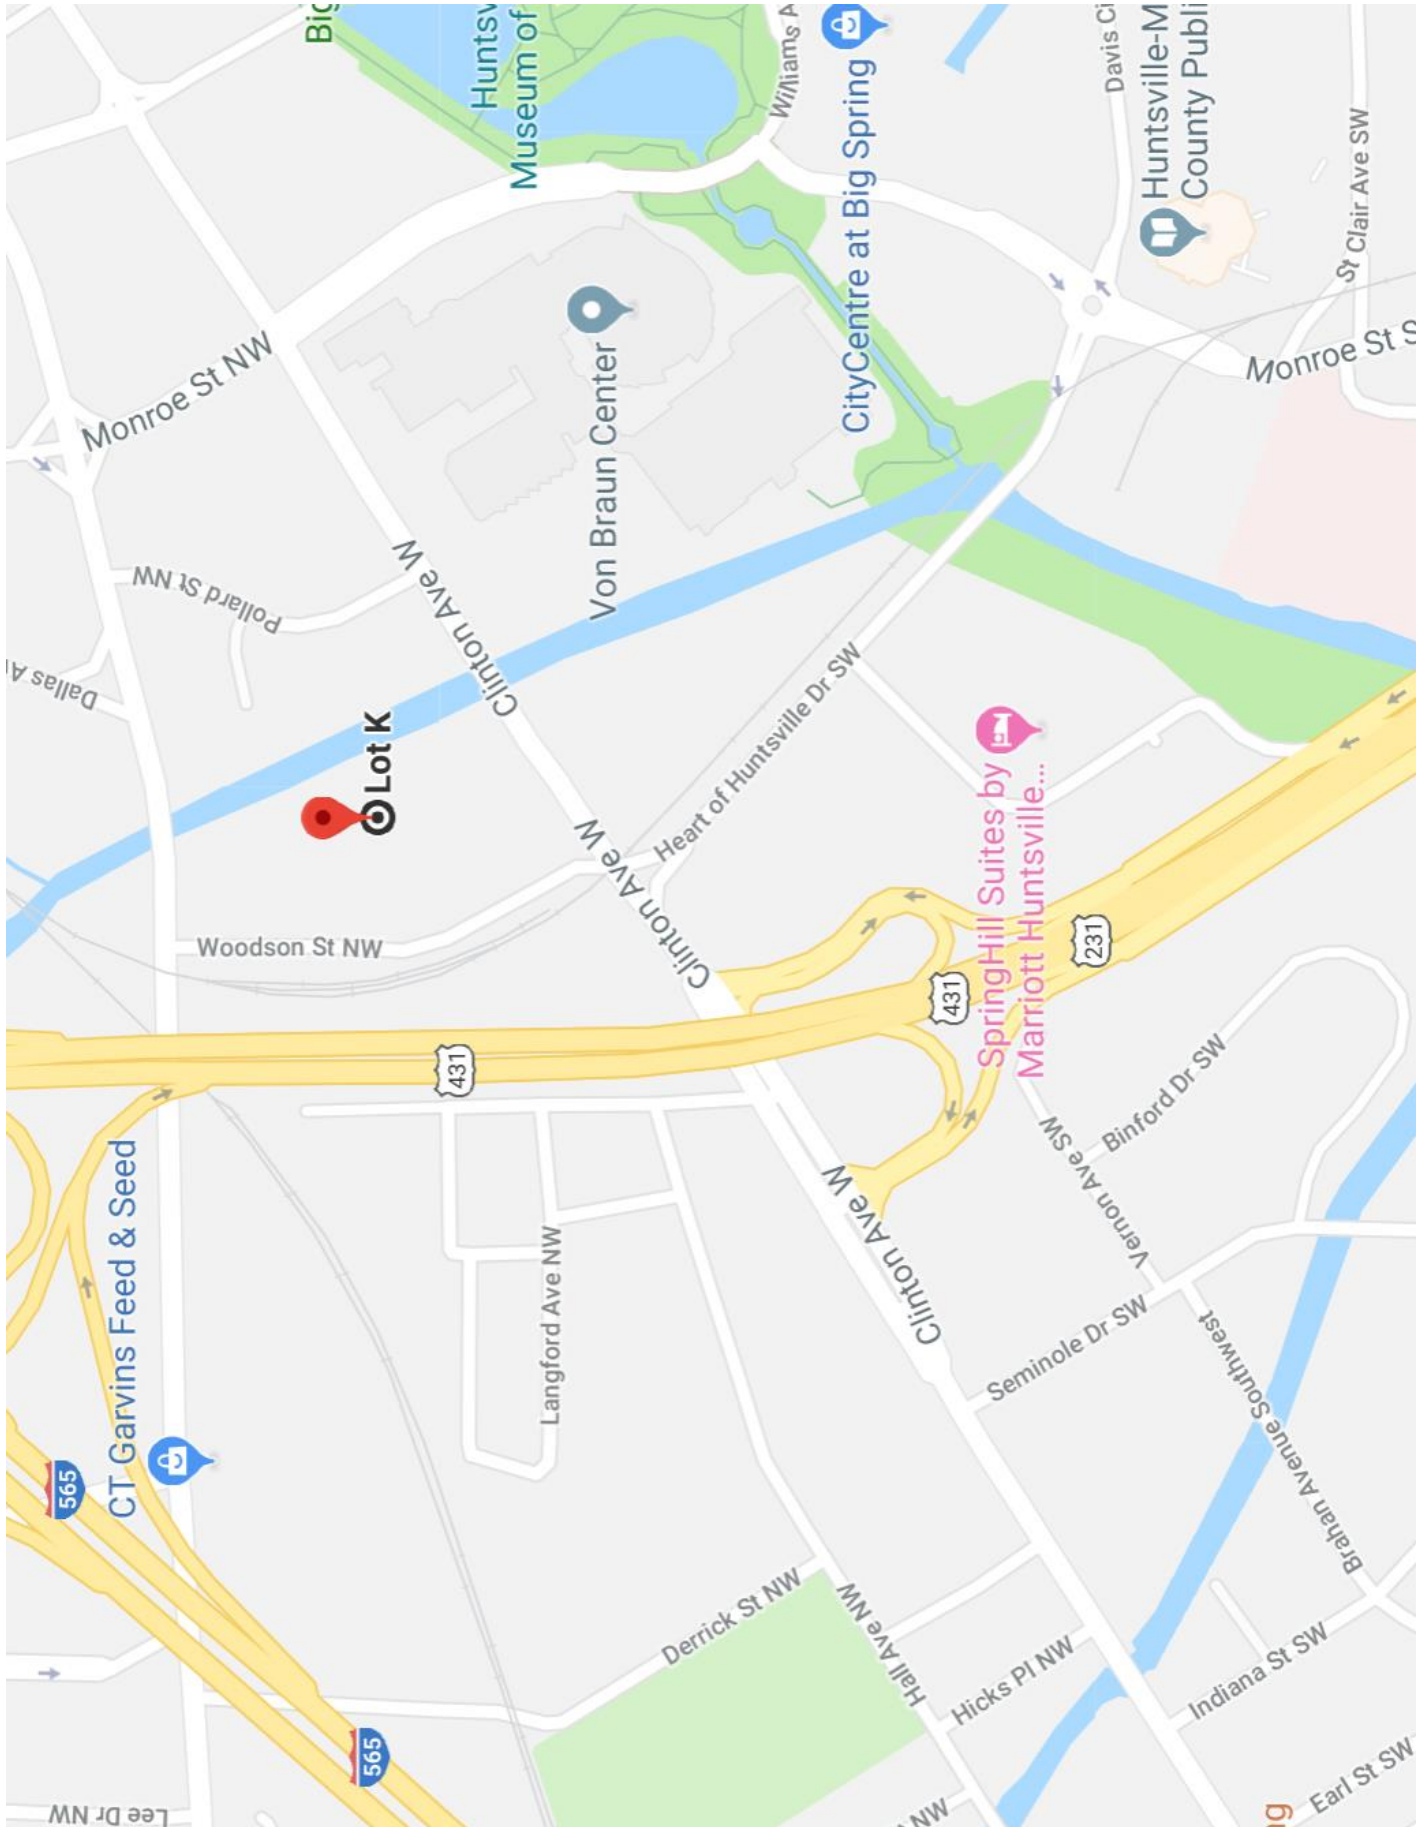 Big
Huntsv
Museum of
Williams A
Davis Ci
Huntsville-M
County Publi
St Clair Ave SW
CityCentre at Big Spring
Monroe St NW
Von Braun Center
Monroe St S
Pollard St NW
Clinton Ave W
Dallas A
Clinton Ave W
Lot K
Heart of Huntsville Dr SW
Woodson St NW
SpringHill Suites by
Marriott Huntsville...
231
431
431
CT Garvins Feed & Seed
Langford Ave NW
Clinton Ave W
Vernon Ave SW
Binford Dr SW
Seminole Dr SW
Brahan Avenue Southwest
565
Derrick St NW
Hall Ave NW
Hicks Pl NW
Indiana St SW
Earl St SW
565
Lee Dr NW
NW
ng